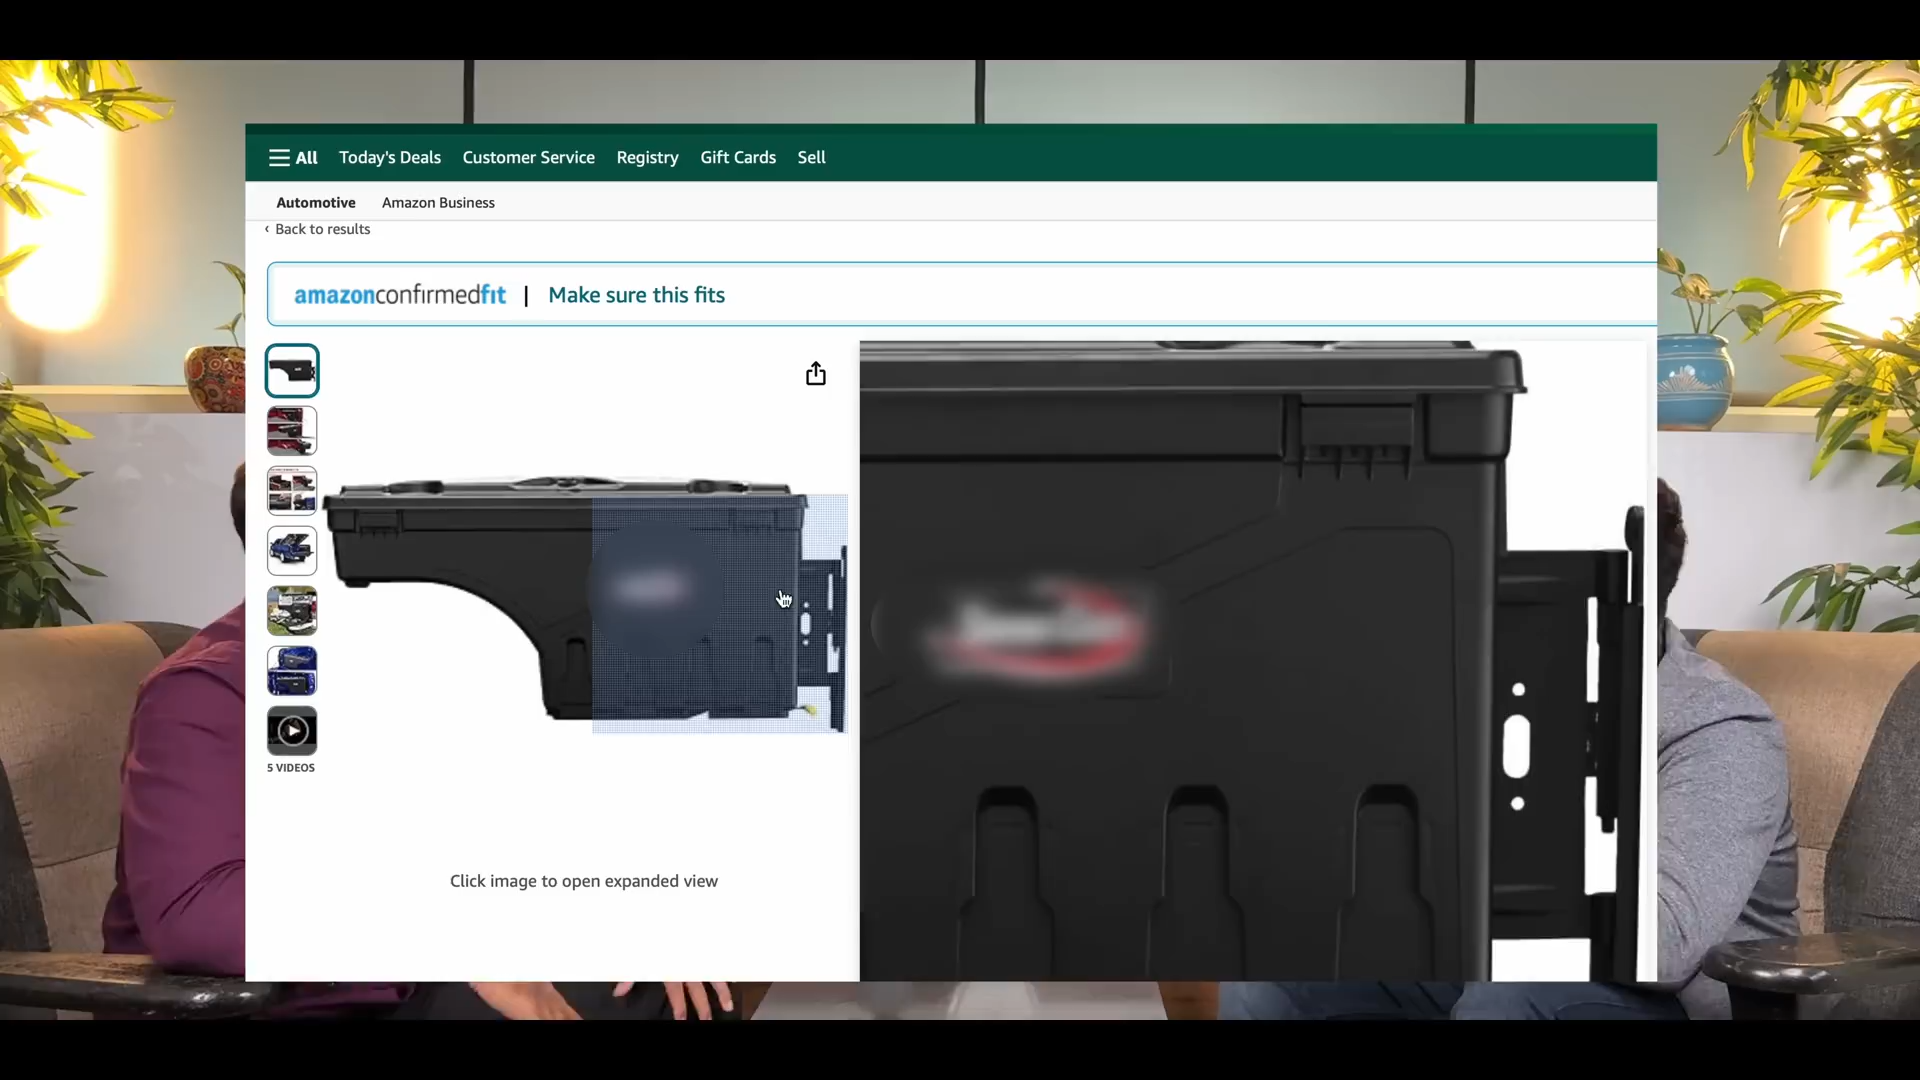 All Today's Deals Customer Service Registry Gift Cards Sell
Automotive Amazon Business
‹ Back to results
amazonconfirmedfit | Make sure this fits
5 VIDEOS
Click image to open expanded view